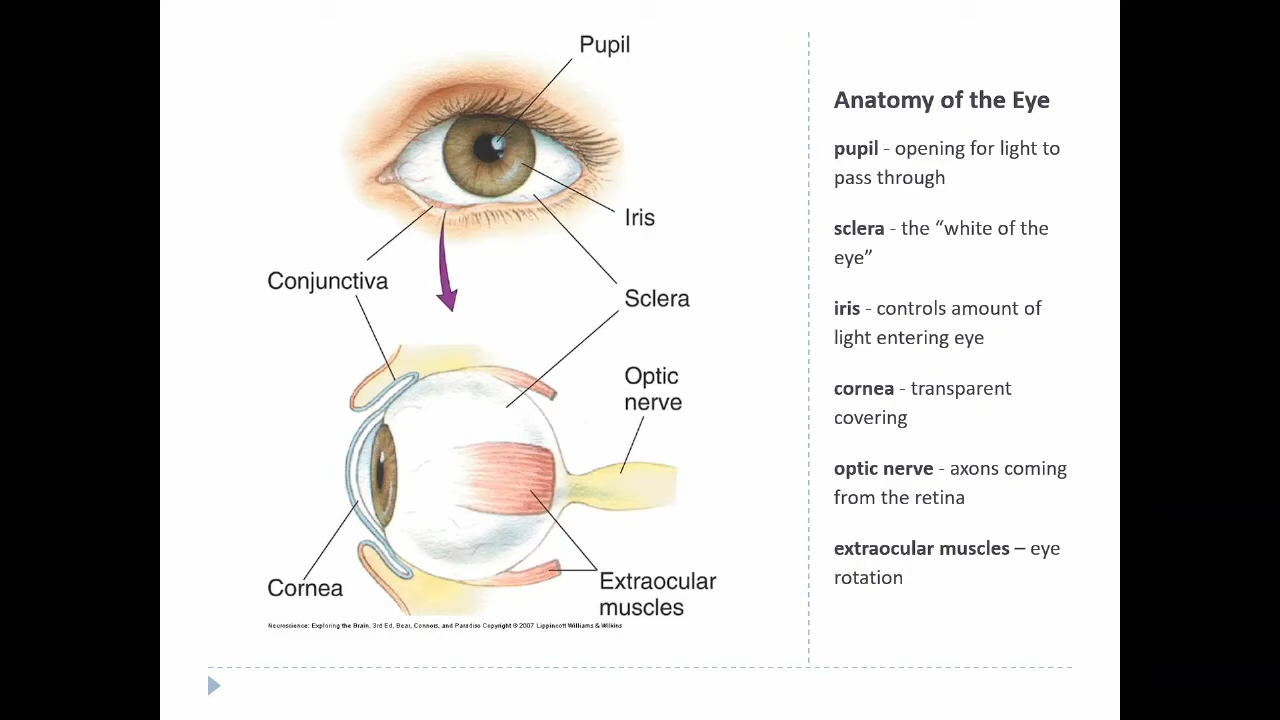 Pupil
Iris
Conjunctiva
Sclera
Optic
nerve
Cornea
Extraocular
muscles
Neuroscience: Exploring the Brain, 3rd Ed, Bear, Connors, and Paradiso Copyright © 2007 Lippincott Williams & Wilkins
Anatomy of the Eye
pupil - opening for light to
pass through
sclera - the “white of the
eye”
iris - controls amount of
light entering eye
cornea - transparent
covering
optic nerve - axons coming
from the retina
extraocular muscles – eye
rotation